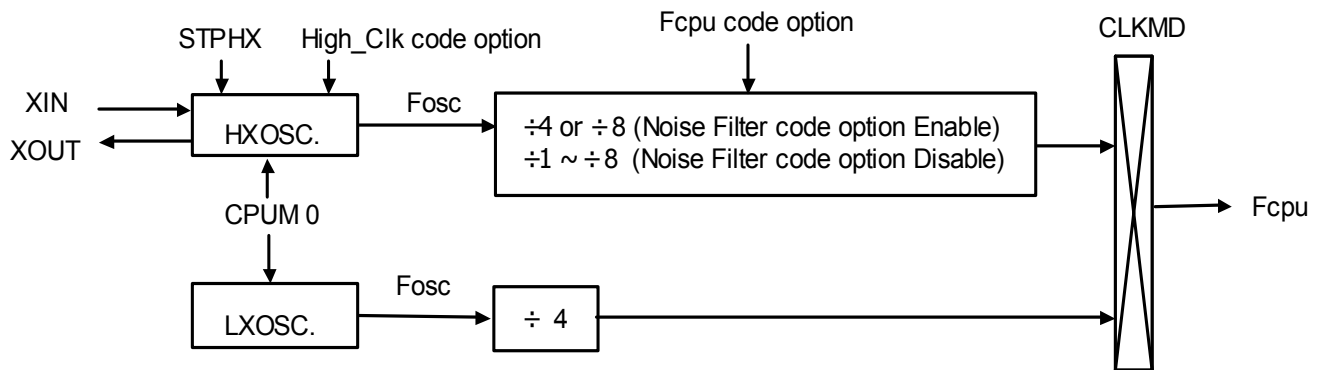 Fcpu code option
CLKMD
STPHX
High_Clk code option
XIN
Fosc
XOUT
HXOSC.
÷4 or ÷8 (Noise Filter code option Enable)
÷1 ~ ÷8 (Noise Filter code option Disable)
CPUM 0
Fcpu
Fosc
LXOSC.
÷ 4